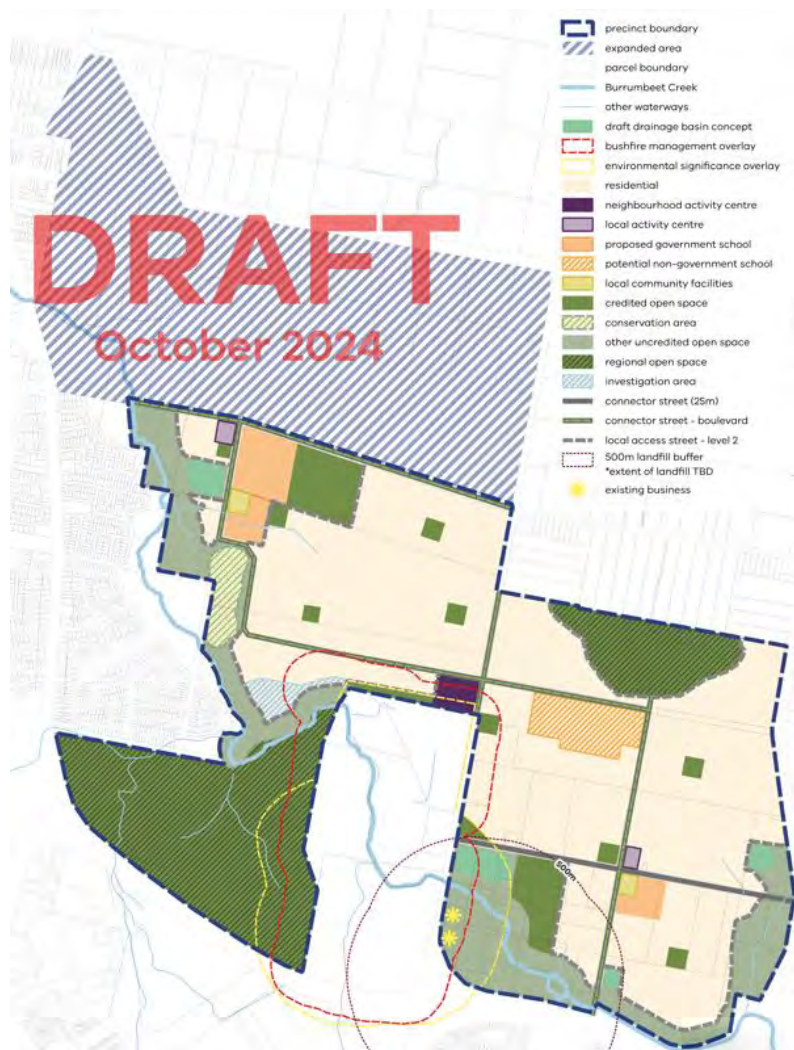 precinct boundary
expanded area
parcel boundary
Burrumbeet Creek
other waterways
draft drainage basin concept
bushfire management overlay
environmental significance overlay
residential
neighbourhood activity centre
local activity centre
proposed government school
potential non-government school
local community facilities
credited open space
conservation area
other uncredited open space
regional open space
investigation area
connector street (25m)
connector street - boulevard
local access street - level 2
500m landfill buffer
*extent of landfill TBD
existing business
DRAFT
October 2024
500m